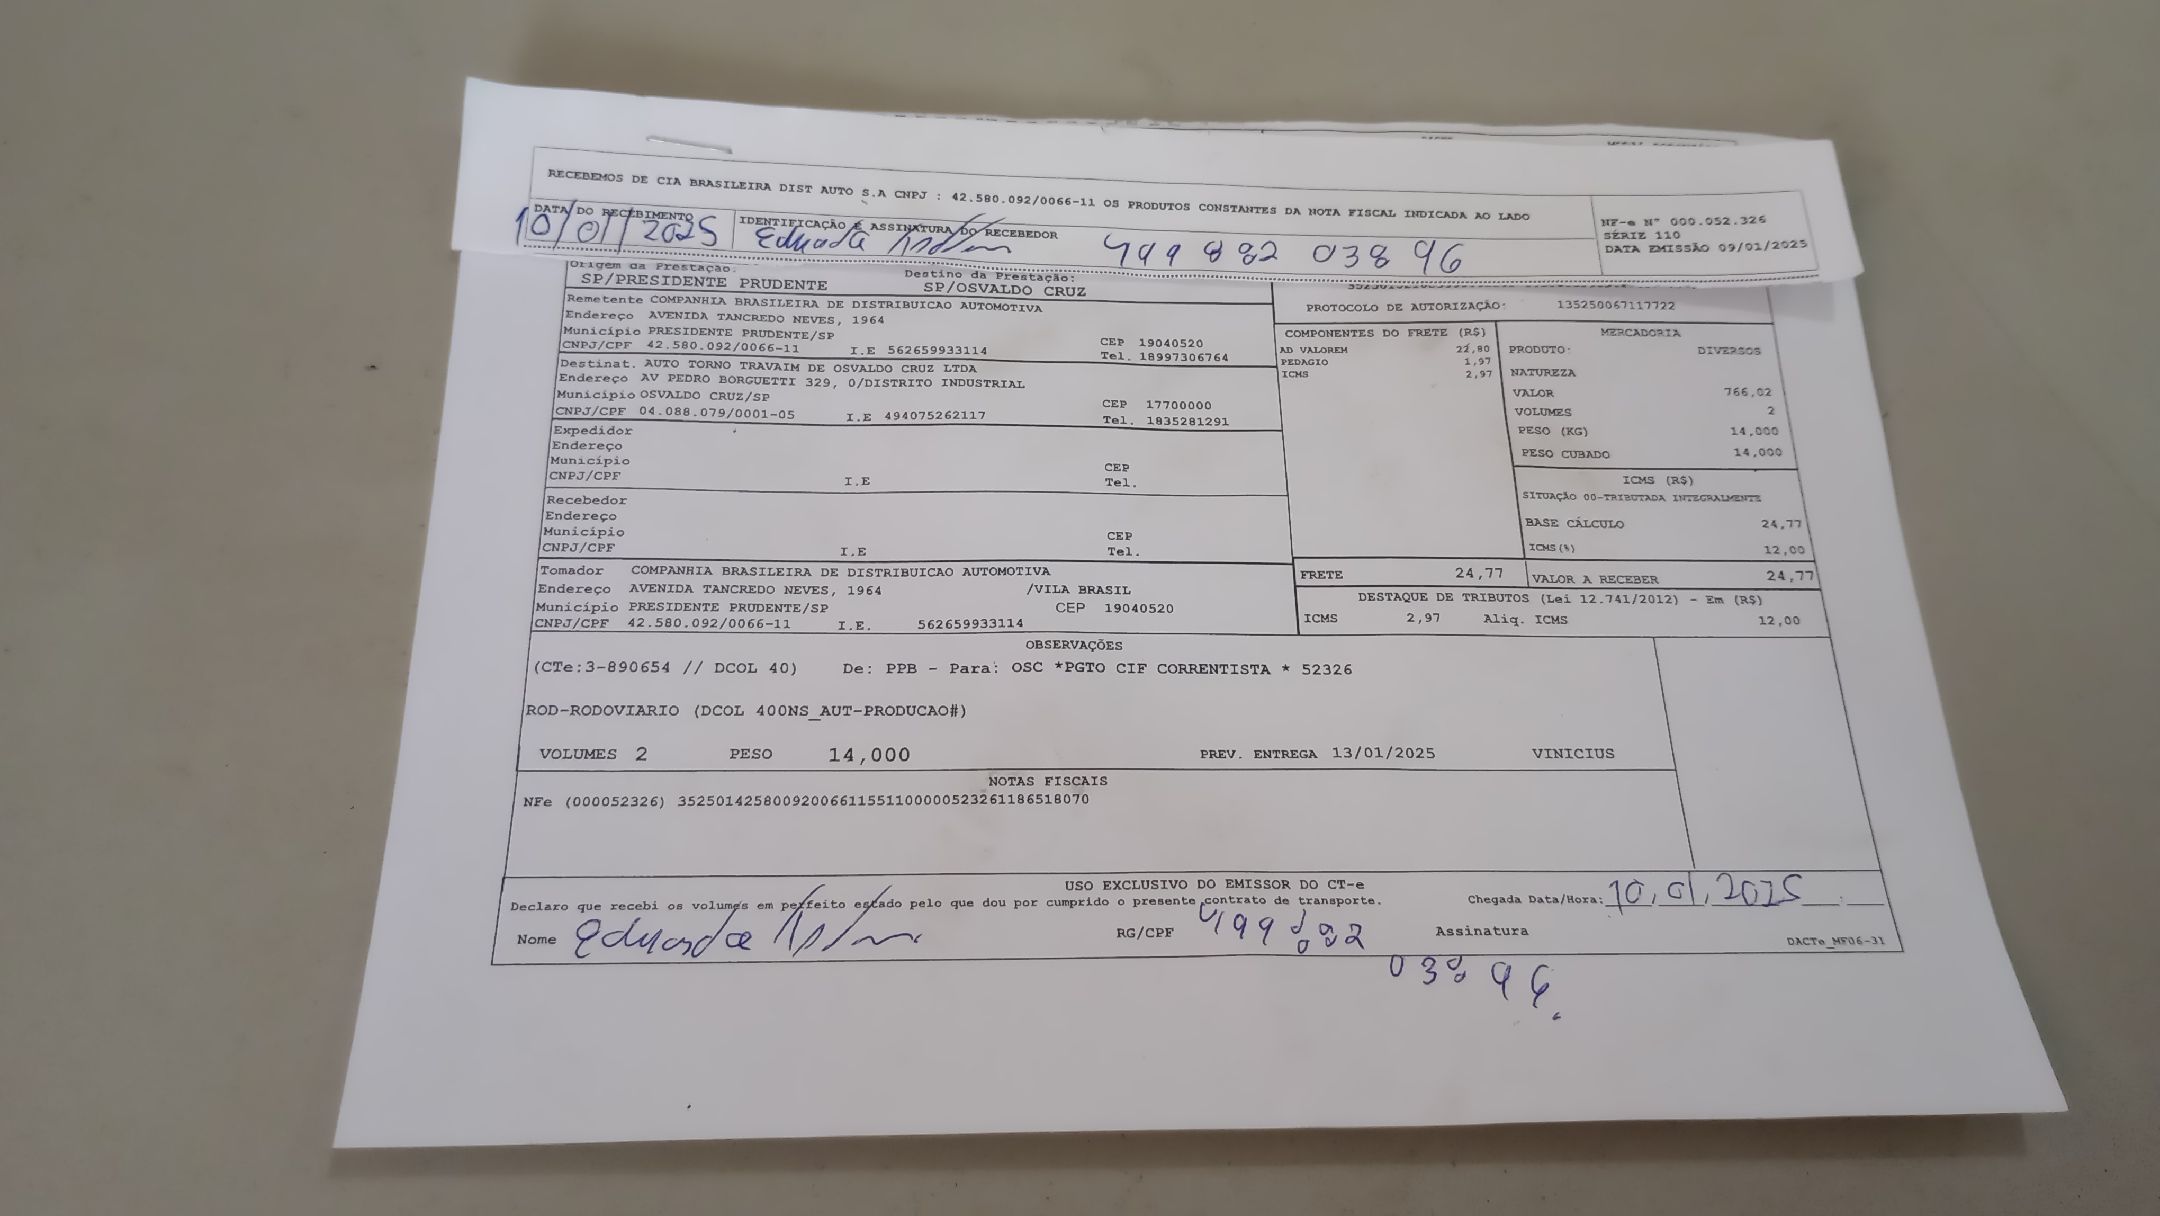 RECEBEMOS DE CIA BRASILEIRA DIST AUTO S.A CNPJ : 42.580.092/0066-11 OS PRODUTOS CONSTANTES DA NOTA FISCAL INDICADA AO LADO
NF-e Nº 000.052.326
SÉRIE 110
DATA EMISSÃO 09/01/2025
DATA DO RECEBIMENTO
IDENTIFICAÇÃO E ASSINATURA DO RECEBEDOR
10/01/2025 499 882 038 96
Origem da Prestação: Destino da Prestação:
SP/PRESIDENTE PRUDENTE SP/OSVALDO CRUZ
Remetente COMPANHIA BRASILEIRA DE DISTRIBUICAO AUTOMOTIVA
Endereço AVENIDA TANCREDO NEVES, 1964
Município PRESIDENTE PRUDENTE/SP CEP 19040520
CNPJ/CPF 42.580.092/0066-11 I.E 562659933114 Tel. 18997306764
Destinat. AUTO TORNO TRAVAIM DE OSVALDO CRUZ LTDA
Endereço AV PEDRO BORGUETTI 329, 0/DISTRITO INDUSTRIAL
Município OSVALDO CRUZ/SP CEP 17700000
CNPJ/CPF 04.088.079/0001-05 I.E 494075262117 Tel. 1835281291
Expedidor
Endereço
Município CEP
CNPJ/CPF I.E Tel.
Recebedor
Endereço
Município CEP
CNPJ/CPF I.E Tel.
Tomador COMPANHIA BRASILEIRA DE DISTRIBUICAO AUTOMOTIVA
Endereço AVENIDA TANCREDO NEVES, 1964 /VILA BRASIL
Município PRESIDENTE PRUDENTE/SP CEP 19040520
CNPJ/CPF 42.580.092/0066-11 I.E. 562659933114
PROTOCOLO DE AUTORIZAÇÃO: 135250067117722
COMPONENTES DO FRETE (R$)
AD VALOREM 22,80
PEDAGIO 1,97
ICMS 2,97
MERCADORIA
PRODUTO: DIVERSOS
NATUREZA
VALOR 766,02
VOLUMES 2
PESO (KG) 14,000
PESO CUBADO 14,000
ICMS (R$)
SITUAÇÃO 00-TRIBUTADA INTEGRALMENTE
BASE CÁLCULO 24,77
ICMS(%) 12,00
FRETE 24,77 VALOR A RECEBER 24,77
DESTAQUE DE TRIBUTOS (Lei 12.741/2012) - Em (R$)
ICMS 2,97 Aliq. ICMS 12,00
OBSERVAÇÕES
(CTe:3-890654 // DCOL 40) De: PPB - Para: OSC *PGTO CIF CORRENTISTA * 52326
ROD-RODOVIARIO (DCOL 400NS_AUT-PRODUCAO#)
VOLUMES 2 PESO 14,000 PREV. ENTREGA 13/01/2025 VINICIUS
NOTAS FISCAIS
NFe (000052326) 35250142580092006611551100000523261186518070
USO EXCLUSIVO DO EMISSOR DO CT-e
Declaro que recebi os volumes em perfeito estado pelo que dou por cumprido o presente contrato de transporte. Chegada Data/Hora: 10,01,2025 :
Nome RG/CPF 499 882 Assinatura
038 96
DACTe_MF06-31